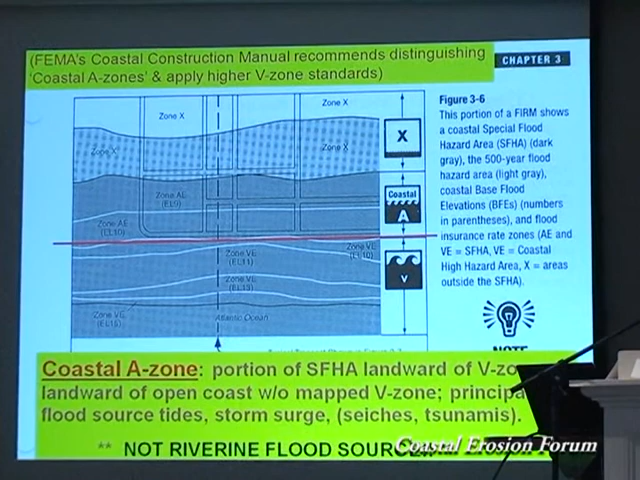 (FEMA's Coastal Construction Manual recommends distinguishing
'Coastal A-zones' & apply higher V-zone standards)
CHAPTER 3
Figure 3-6
This portion of a FIRM shows
a coastal Special Flood
Hazard Area (SFHA) (dark
gray), the 500-year flood
hazard area (light gray),
coastal Base Flood
Elevations (BFEs) (numbers
in parentheses), and flood
insurance rate zones (AE and
VE = SFHA, VE = Coastal
High Hazard Area, X = areas
outside the SFHA).
Zone X
Zone X
Zone X
Zone X
X
Zone AE
(EL9)
Zone AE
(EL10)
Coastal
A
Zone VE
(EL11)
Zone VE
(EL10)
Zone VE
(EL13)
V
Zone VE
(EL15)
Atlantic Ocean
NOTE
Coastal A-zone: portion of SFHA landward of
landward of open coast w/o mapped V-zone;
flood source tides, storm surge, (seiches, tsunamis).
** NOT RIVERINE FLOOD
Coastal Erosion Forum